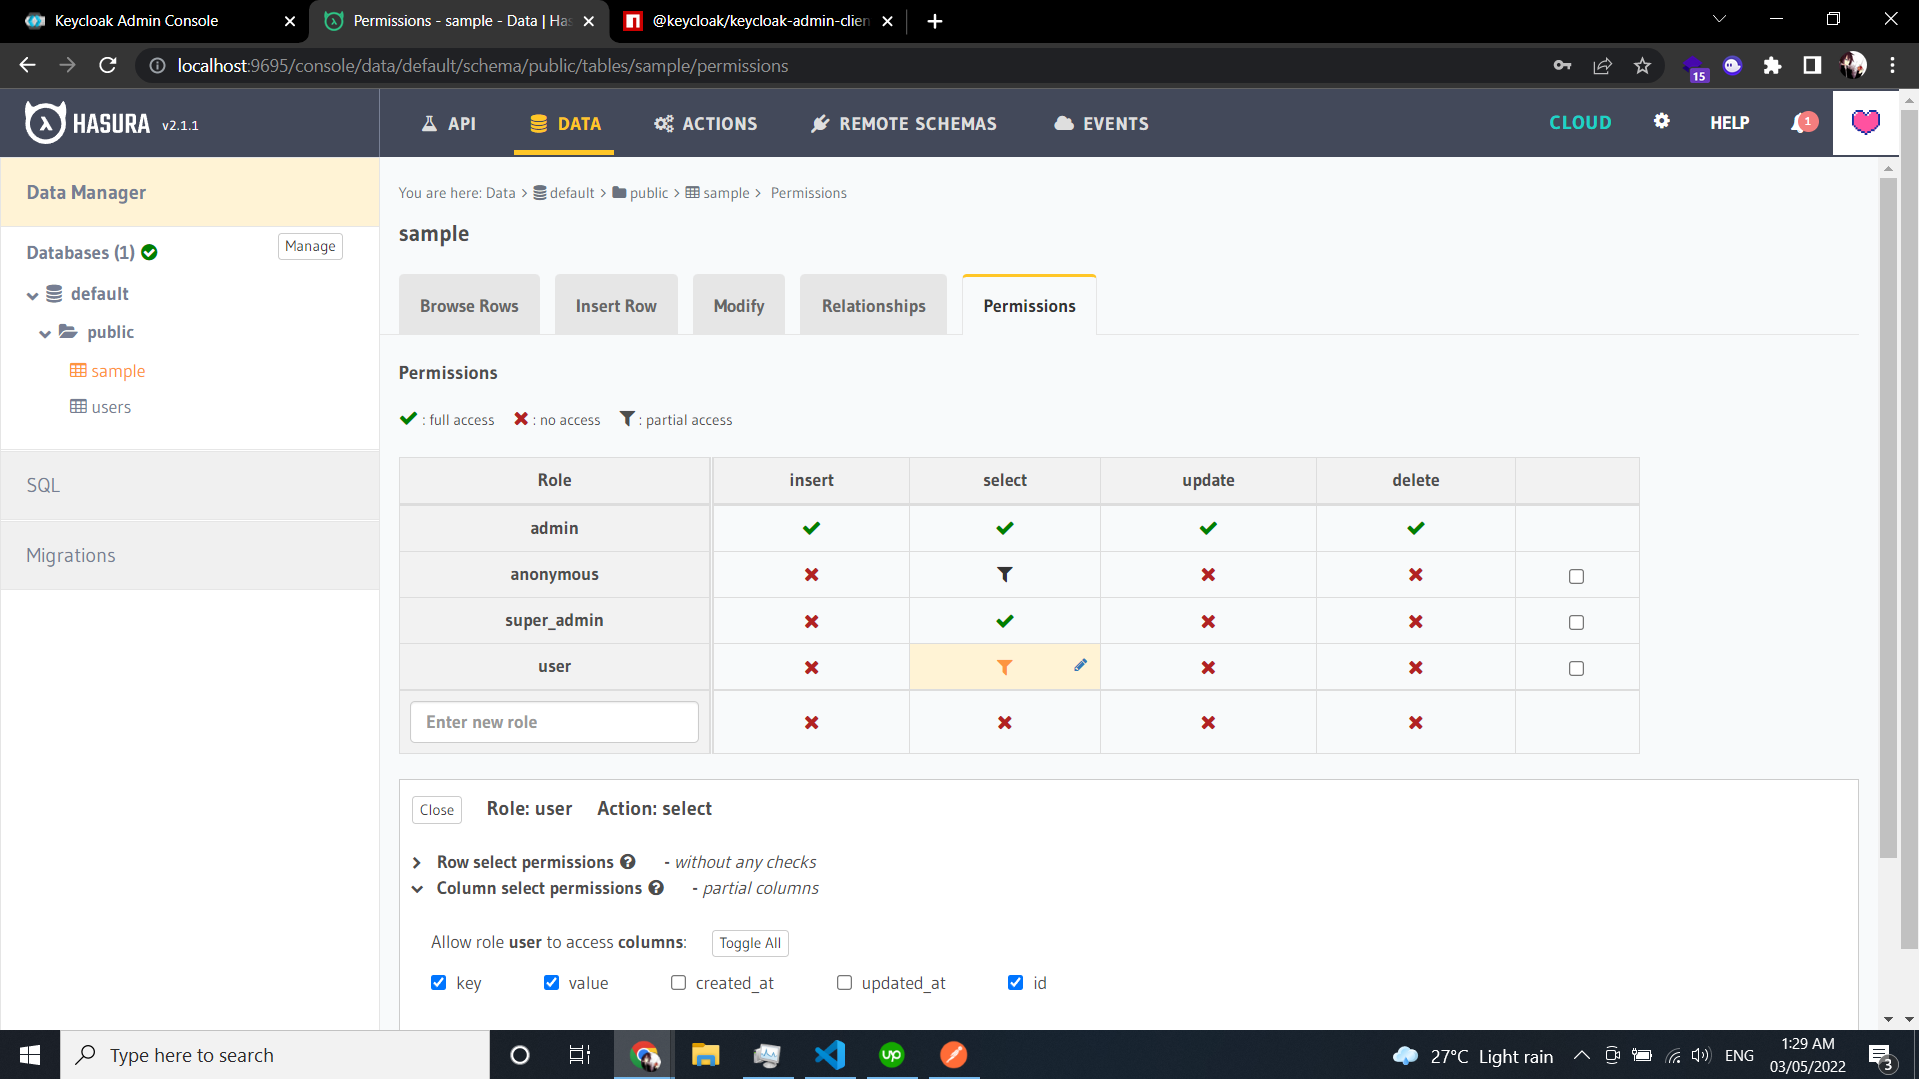 Keycloak Admin Console
Permissions - sample - Data | Has
@keycloak/keycloak-admin-clien
localhost:9695/console/data/default/schema/public/tables/sample/permissions
15
HASURA v2.1.1
API
DATA
ACTIONS
REMOTE SCHEMAS
EVENTS
CLOUD
HELP
1
Data Manager
Databases (1)
Manage
default
public
sample
users
SQL
Migrations
You are here: Data > default > public > sample > Permissions
sample
Browse Rows
Insert Row
Modify
Relationships
Permissions
Permissions
: full access : no access : partial access
Role insert select update delete
admin
anonymous
super_admin
user
Enter new role
Close Role: user Action: select
Row select permissions - without any checks
Column select permissions - partial columns
Allow role user to access columns: Toggle All
key value created_at updated_at id
Type here to search
up
27°C Light rain
ENG
1:29 AM
03/05/2022
3